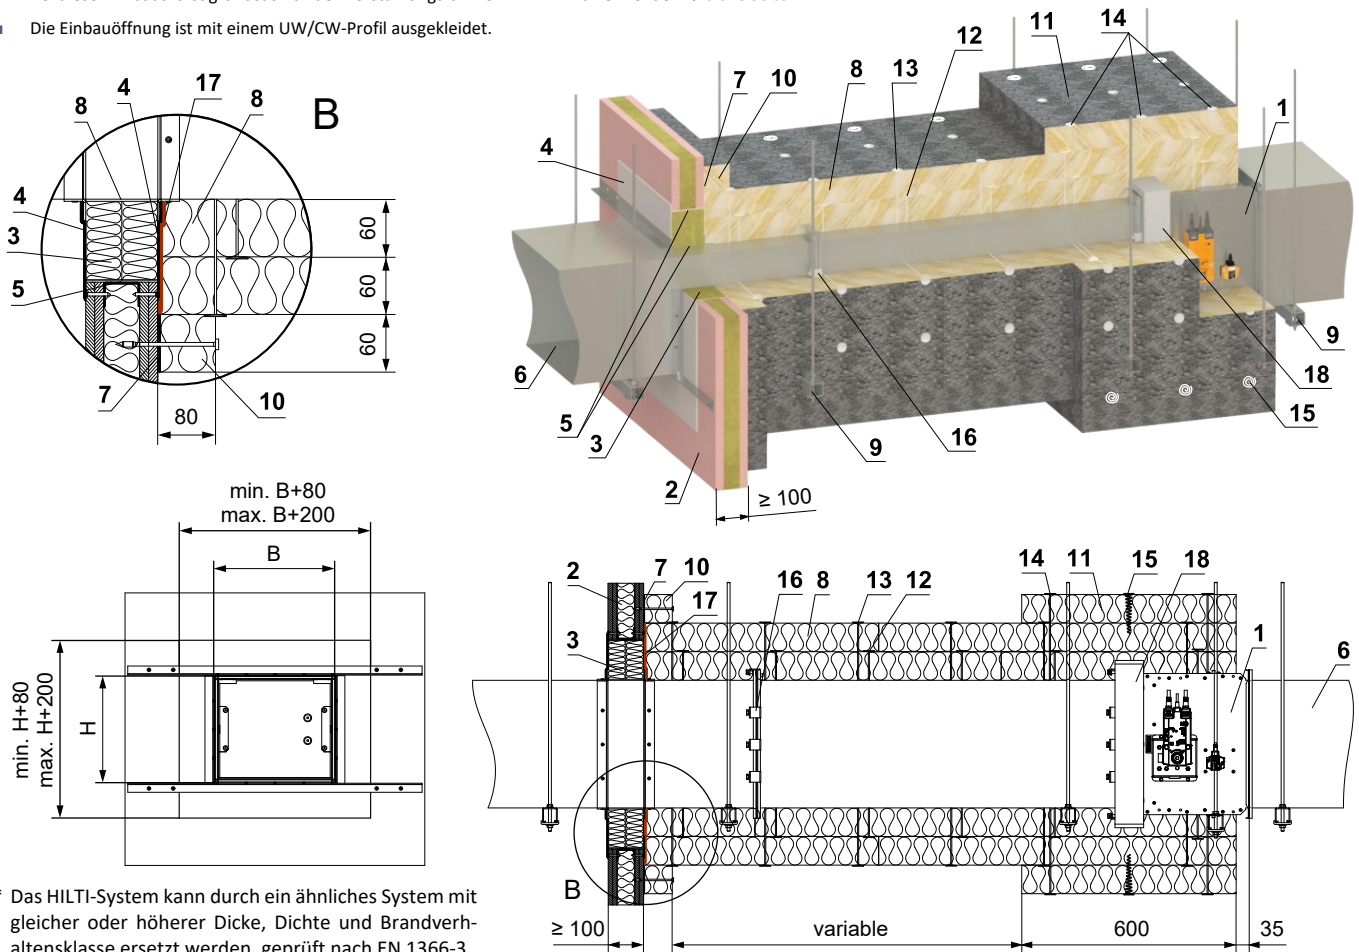 Die Einbauöffnung ist mit einem UW/CW-Profil ausgekleidet.
8 4 17 8 B
4
3
5
7
10
60
60
60
80
11 14
12
13
8
10
7
4
1
6
5
3
2
9
16
18
15
9
≥ 100
min. B+80
max. B+200
B
min. H+80
max. H+200
H
2 7 10 17 3
16 8 13 12
14 11 15 18
1 6
B
≥ 100 variable 600 35
* Das HILTI-System kann durch ein ähnliches System mit
gleicher oder höherer Dicke, Dichte und Brandverh-
altensklasse ersetzt werden, geprüft nach EN 1366-3